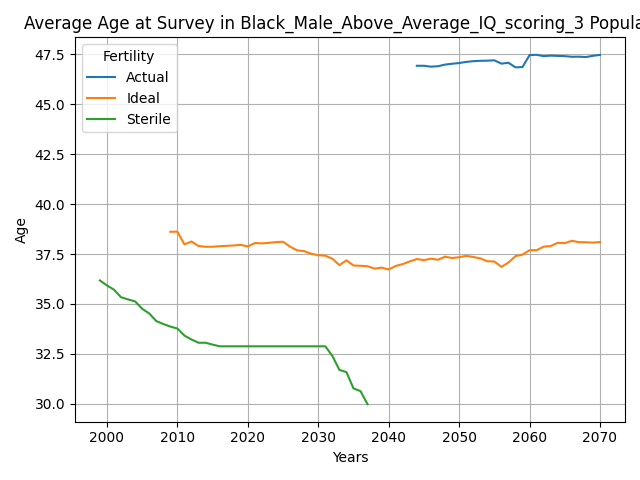 Average Age at Survey in Black_Male_Above_Average_IQ_scoring_3 Popula
Fertility
Actual
Ideal
Sterile
47.5
45.0
42.5
40.0
37.5
35.0
32.5
30.0
Age
2000 2010 2020 2030 2040 2050 2060 2070
Years